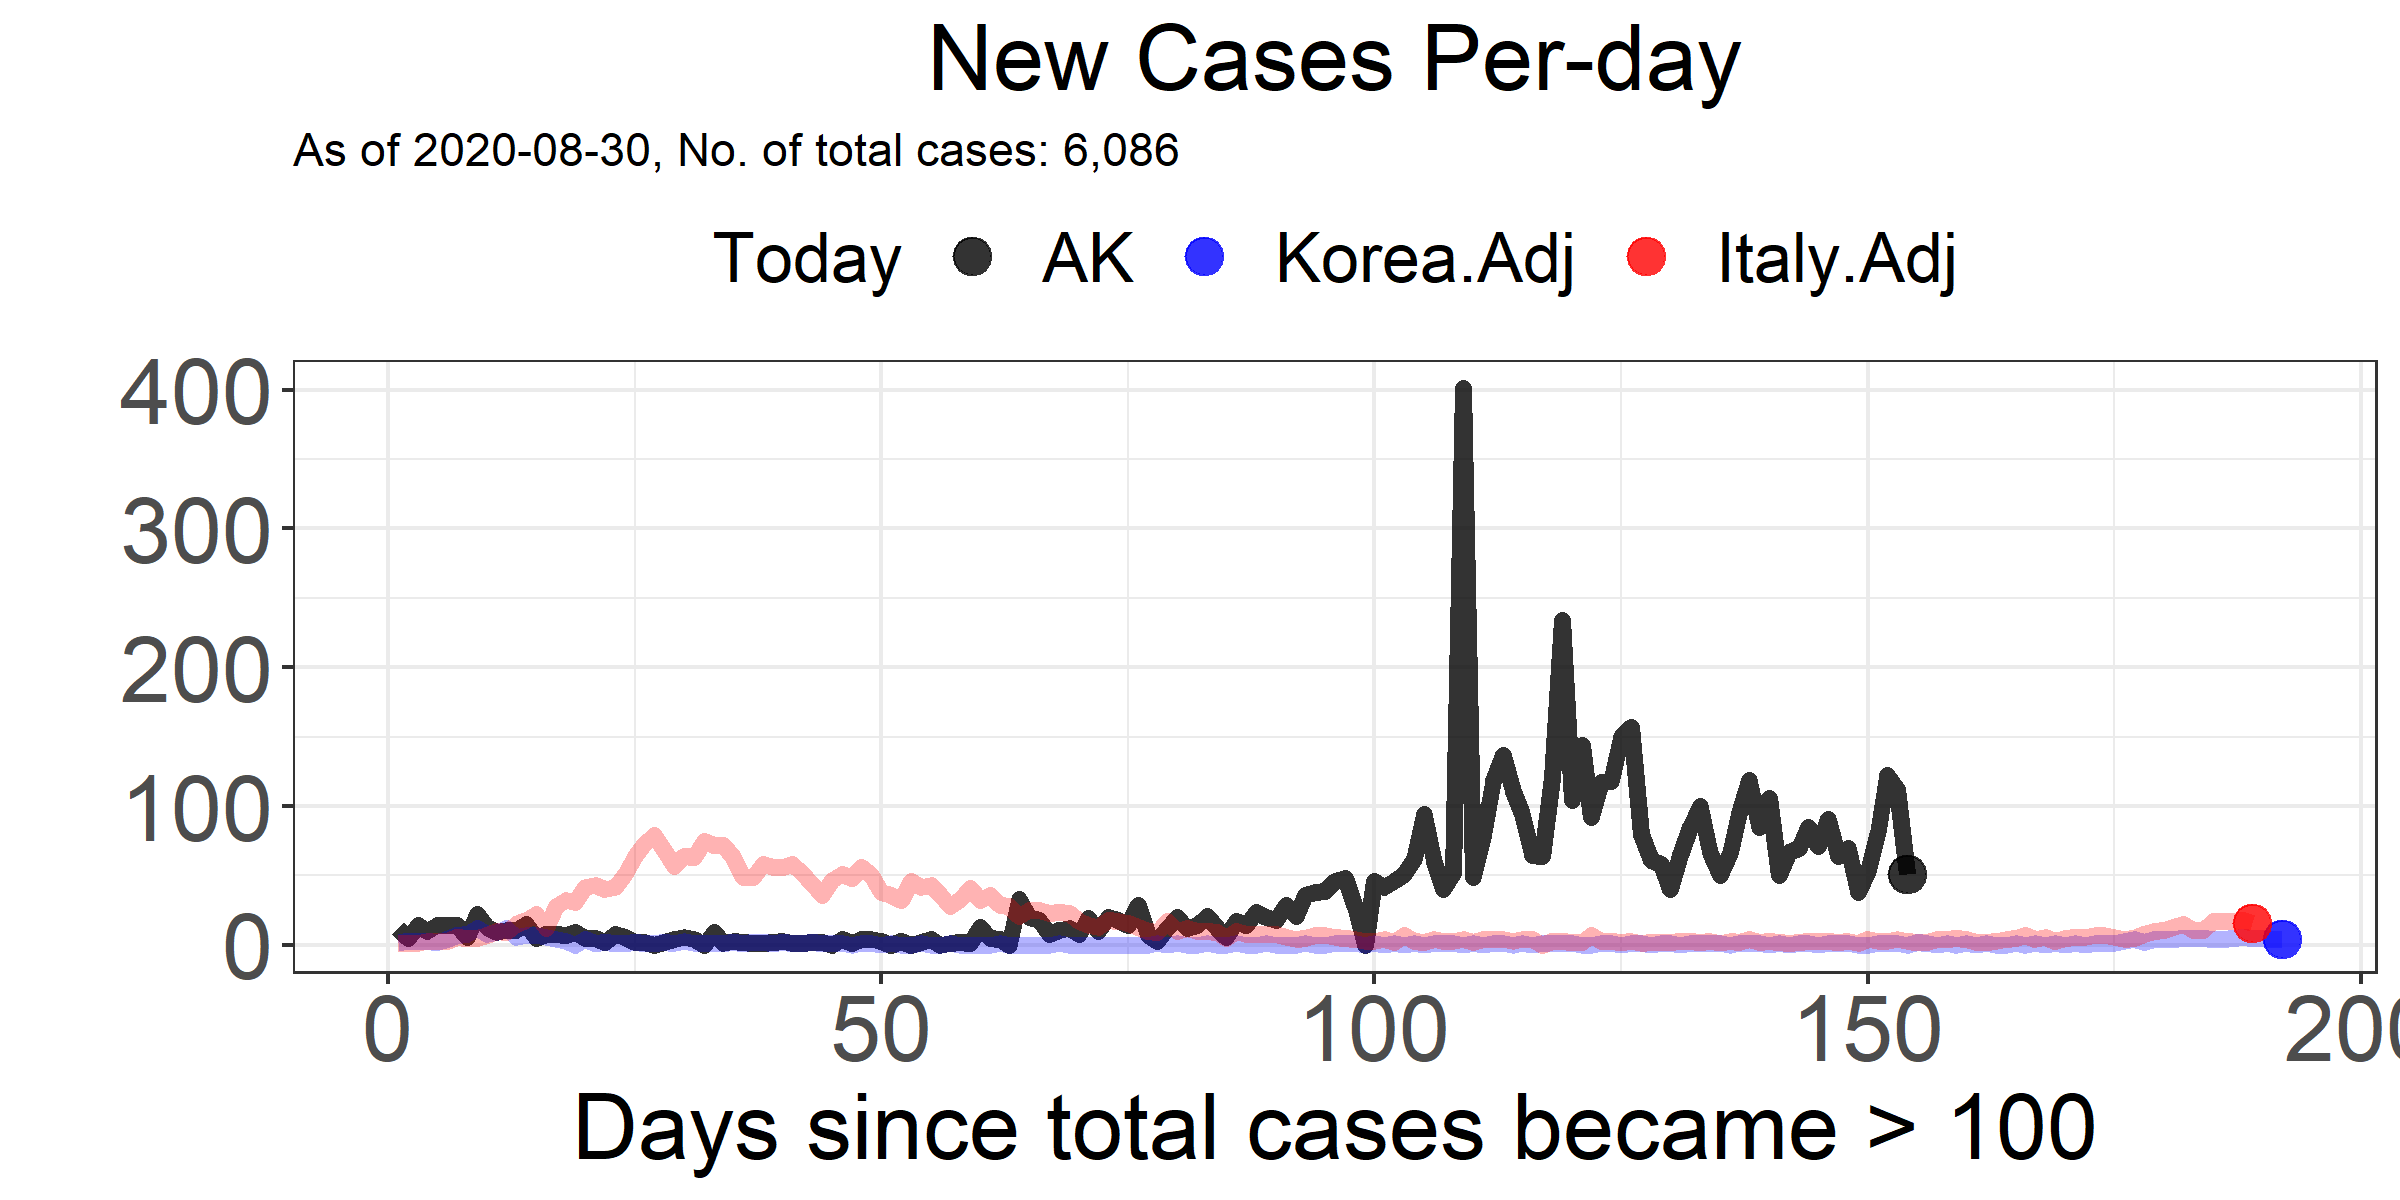 New Cases Per-day
As of 2020-08-30, No. of total cases: 6,086
Today AK Korea.Adj Italy.Adj
400
300
200
100
0
0 50 100 150 200
Days since total cases became > 100